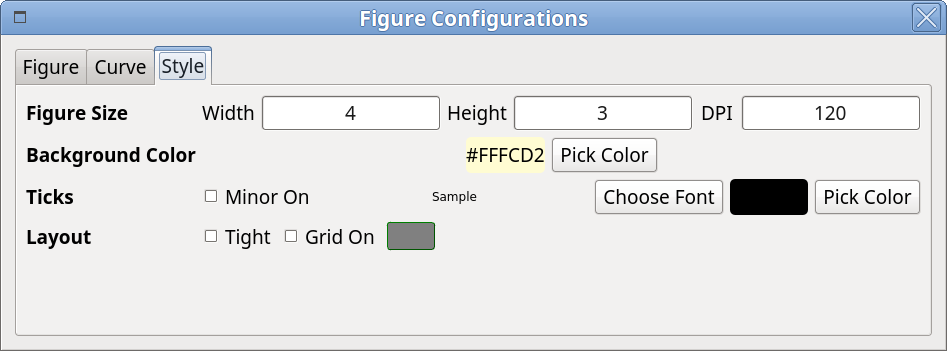 Figure Configurations
Figure Curve Style
Figure Size Width 4 Height 3 DPI 120
Background Color #FFFCD2 Pick Color
Ticks Minor On Sample Choose Font Pick Color
Layout Tight Grid On